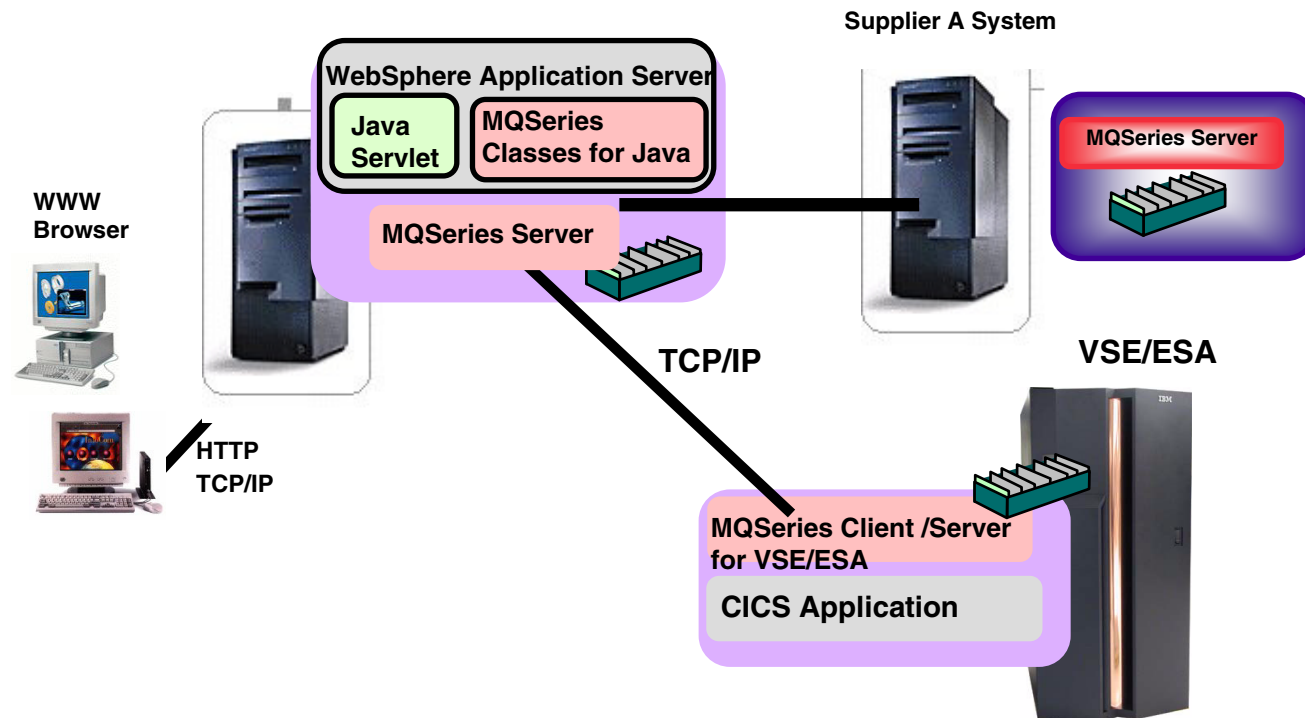 Supplier A System
WebSphere Application Server
Java
Servlet
MQSeries
Classes for Java
MQSeries Server
MQSeries Server
WWW
Browser
TCP/IP
VSE/ESA
IBM
HTTP
TCP/IP
MQSeries Client /Server
for VSE/ESA
CICS Application